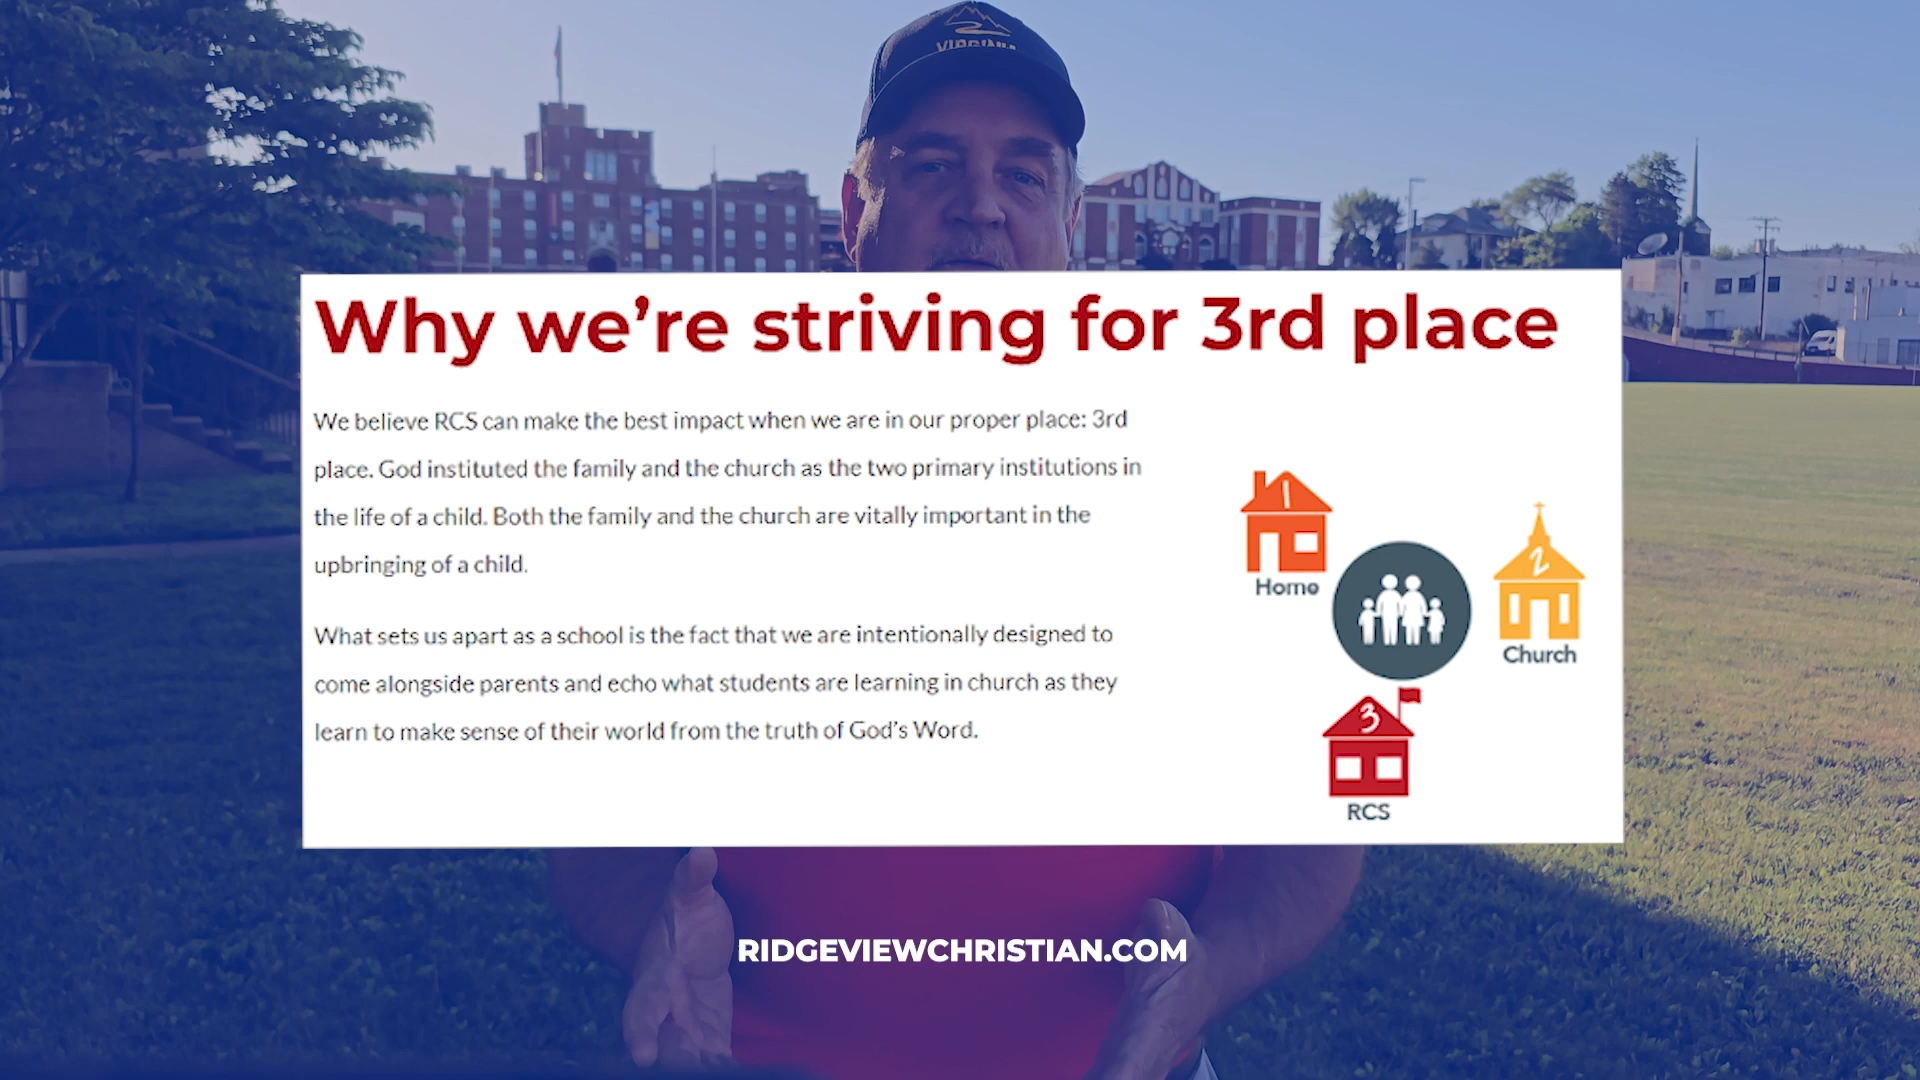 VIRGINIA
Why we're striving for 3rd place
We believe RCS can make the best impact when we are in our proper place: 3rd
place. God instituted the family and the church as the two primary institutions in
the life of a child. Both the family and the church are vitally important in the
upbringing of a child.
What sets us apart as a school is the fact that we are intentionally designed to
come alongside parents and echo what students are learning in church as they
learn to make sense of their world from the truth of God's Word.
1
Home
2
Church
3
RCS
RIDGEVIEWCHRISTIAN.COM